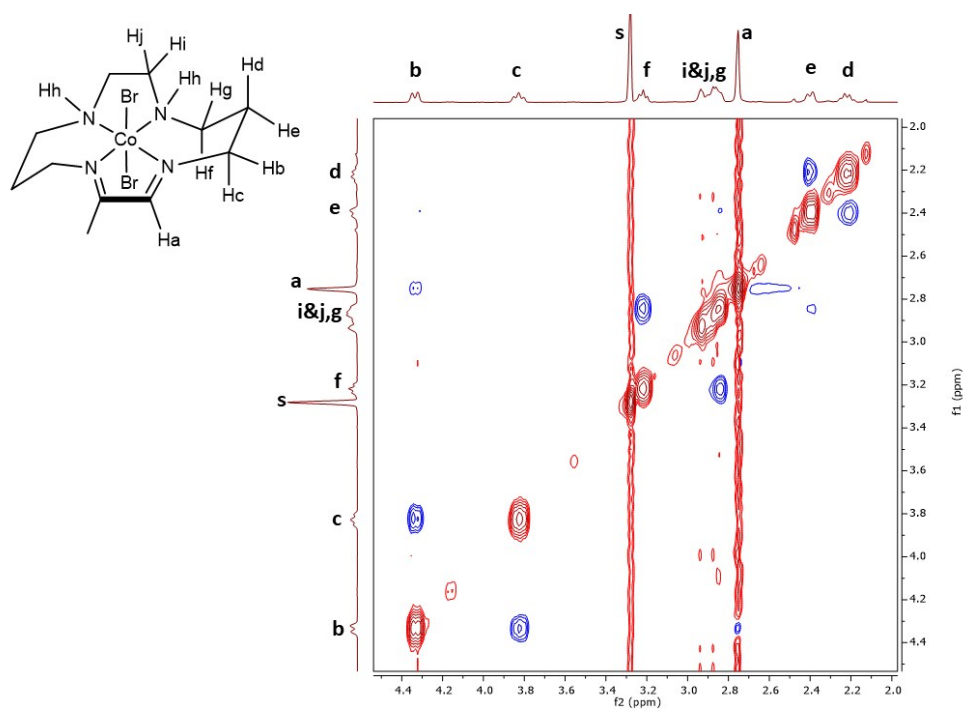 Hj
Hi
Hd
Hh
Br
Hh
Hg
N
N
He
Co
N
N
Br
Hf
Hb
Hc
Ha
s
a
b
c
f
i&j,g
e
d
d
e
a
i&j,g
f
s
c
b
2.0
2.2
2.4
2.6
2.8
3.0
3.2
3.4
3.6
3.8
4.0
4.2
4.4
f1 (ppm)
4.4 4.2 4.0 3.8 3.6 3.4 3.2 3.0 2.8 2.6 2.4 2.2 2.0
f2 (ppm)